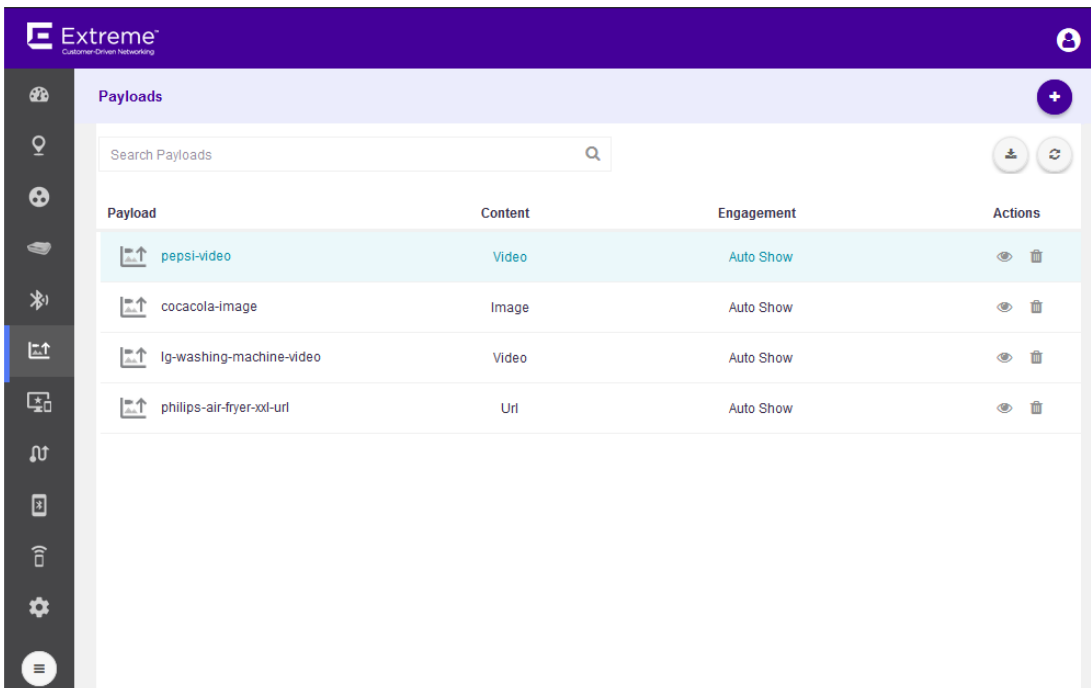 Extreme™
Customer-Driven Networking
Payloads
Search Payloads
Payload Content Engagement Actions
pepsi-video Video Auto Show
cocacola-image Image Auto Show
lg-washing-machine-video Video Auto Show
philips-air-fryer-xxl-url Url Auto Show